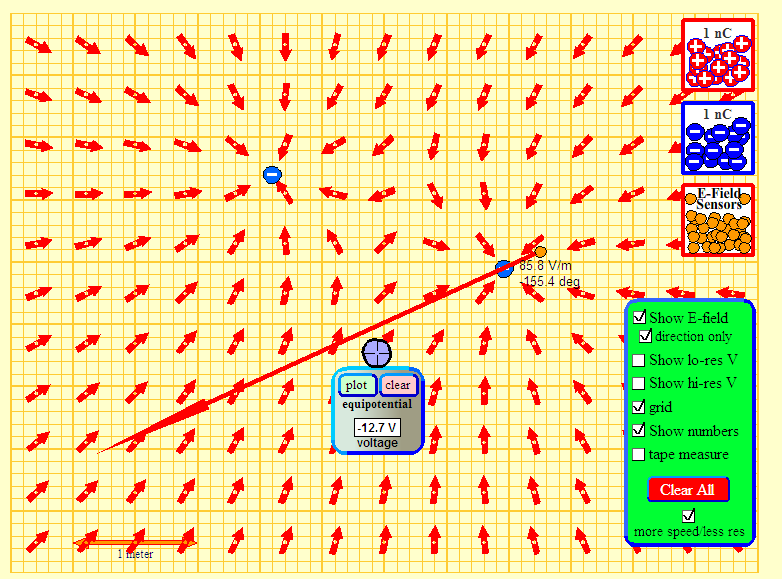 1 nC
1 nC
E-Field
Sensors
85.8 V/m
-155.4 deg
Show E-field
direction only
Show lo-res V
Show hi-res V
grid
Show numbers
tape measure
Clear All
more speed/less res
plot clear
equipotential
-12.7 V
voltage
1 meter